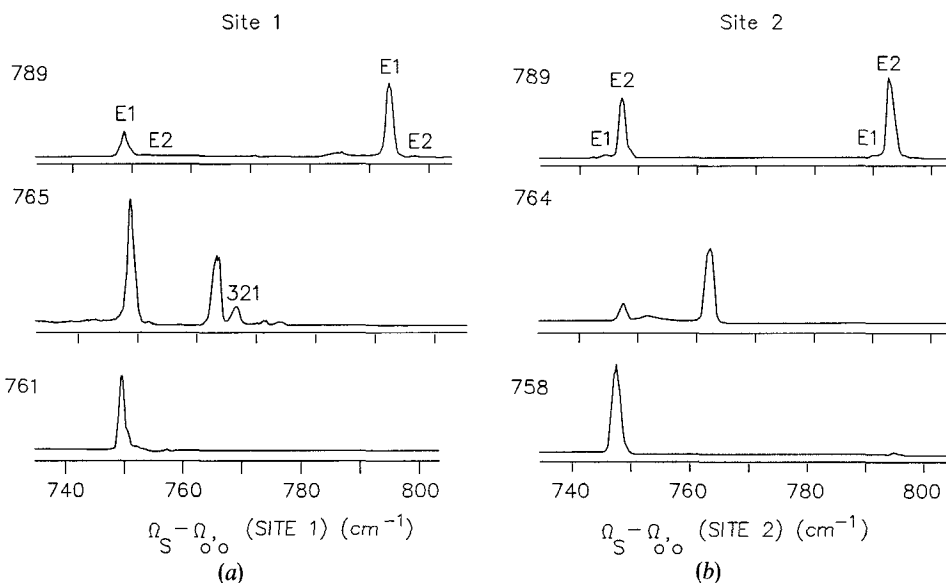 Site 1
Site 2
789
E1
E2
E1
E2
789
E1
E2
E1
E2
765
321
764
761
758
740
760
780
800
740
760
780
800
Ω_S − Ω_0,0 (SITE 1) (cm⁻¹)
Ω_S − Ω_0,0 (SITE 2) (cm⁻¹)
(a)
(b)